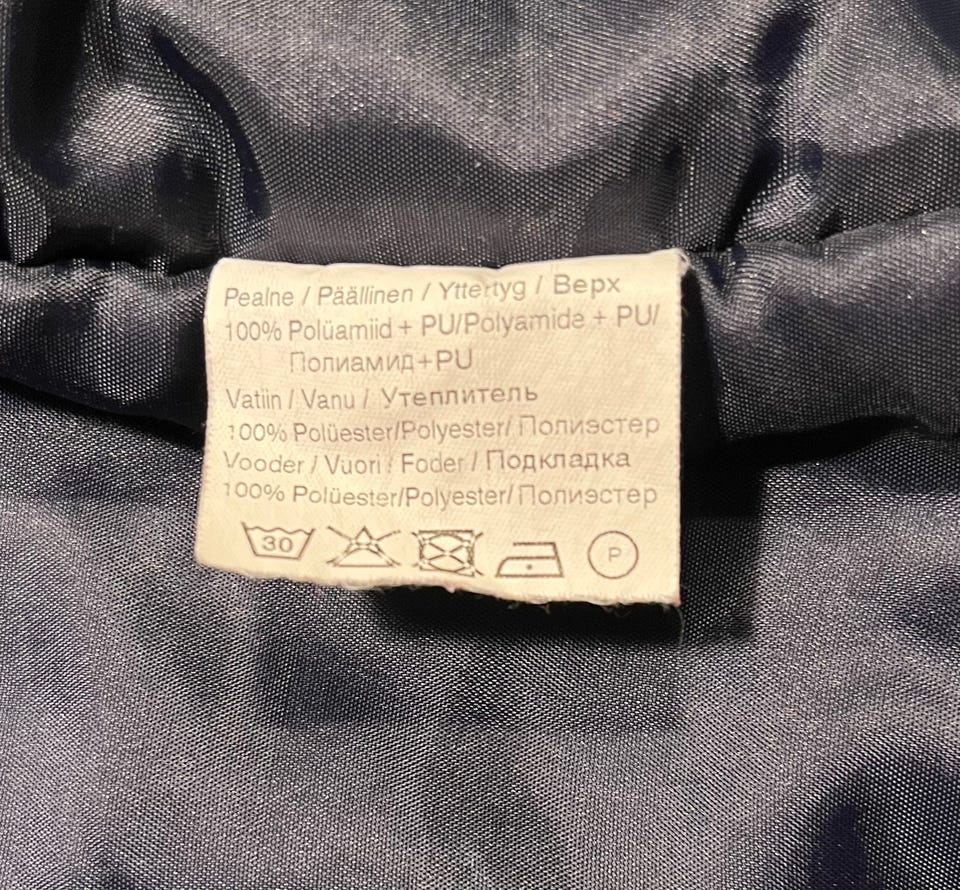 Pealne / Päällinen / Yttertyg / Верх
100% Polüamiid + PU/Polyamide + PU/
Полиамид+PU
Vatiin / Vanu / Утеплитель
100% Polüester/Polyester/ Полиэстер
Vooder / Vuori / Foder / Подкладка
100% Polüester/Polyester/ Полиэстер
30 P